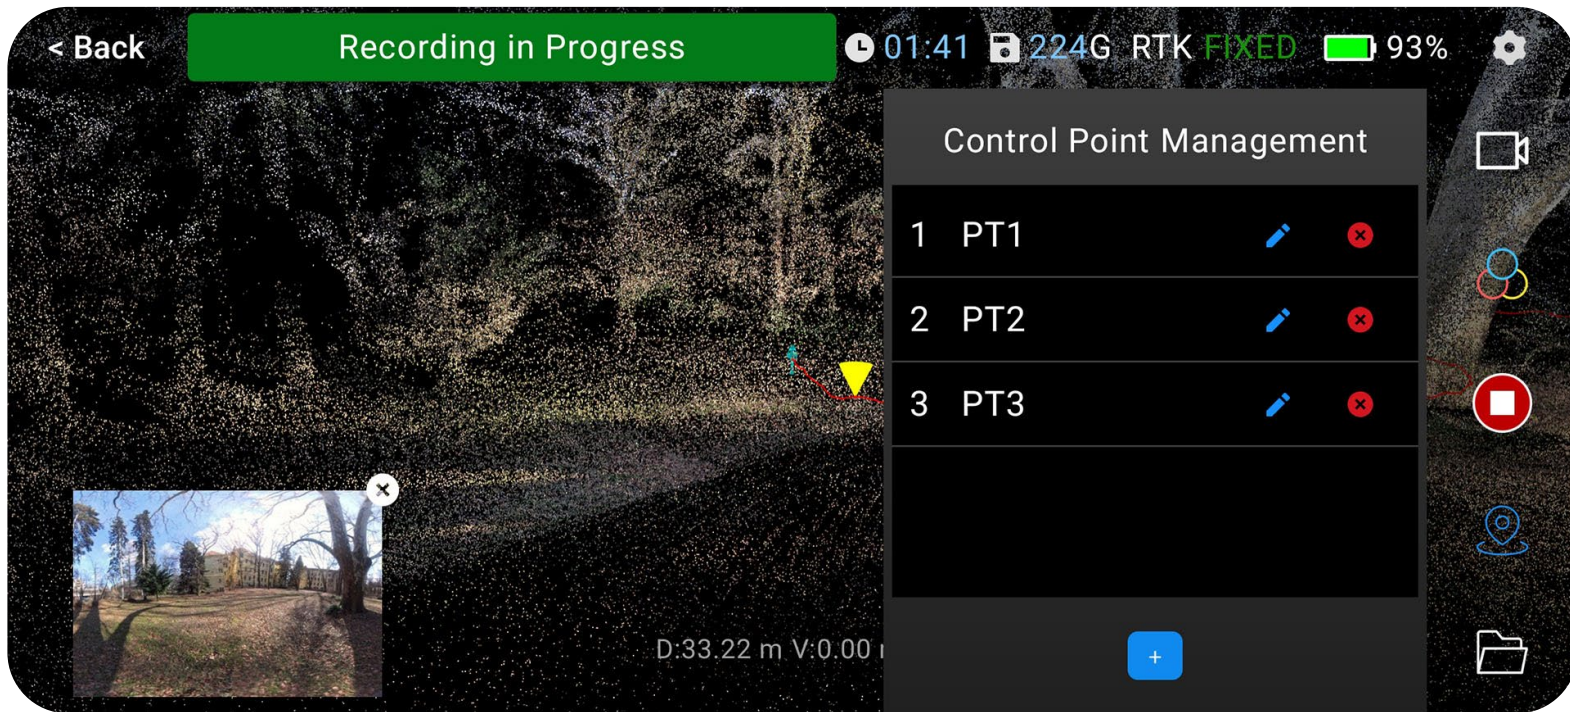 < Back
Recording in Progress
01:41
224G
RTK FIXED
93%
Control Point Management
1 PT1
2 PT2
3 PT3
D:33.22 m V:0.00
+